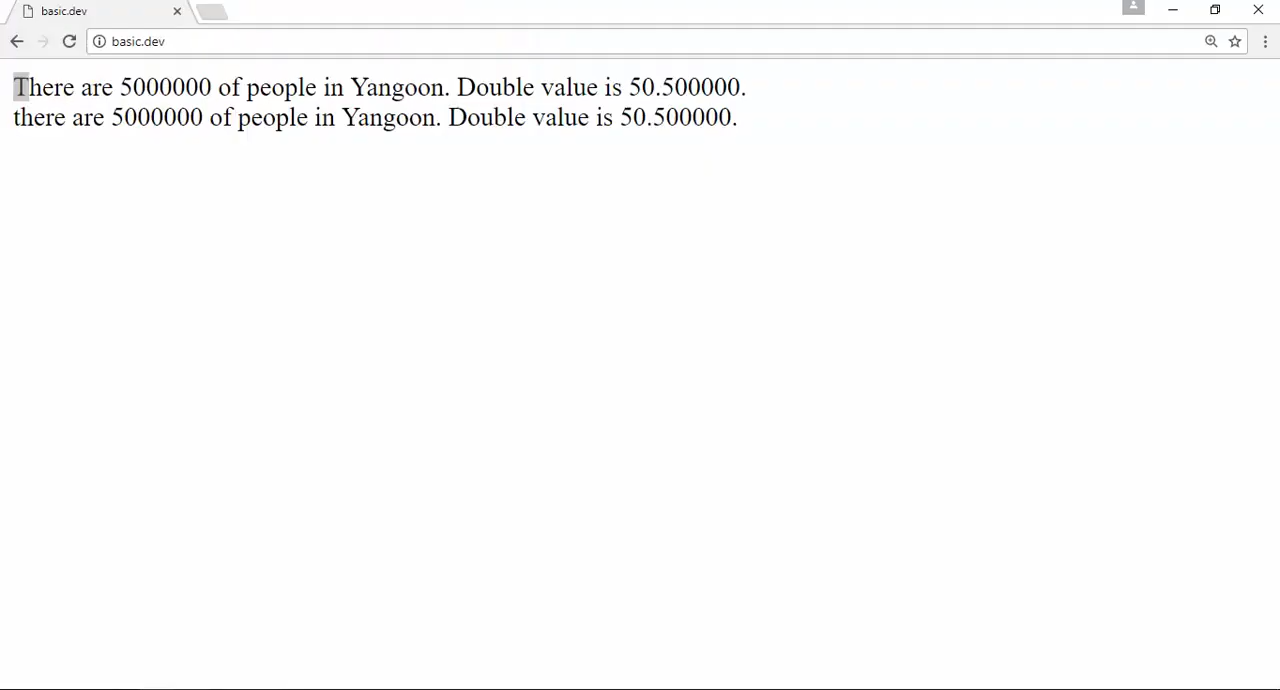 basic.dev
basic.dev
There are 5000000 of people in Yangoon. Double value is 50.500000.
there are 5000000 of people in Yangoon. Double value is 50.500000.